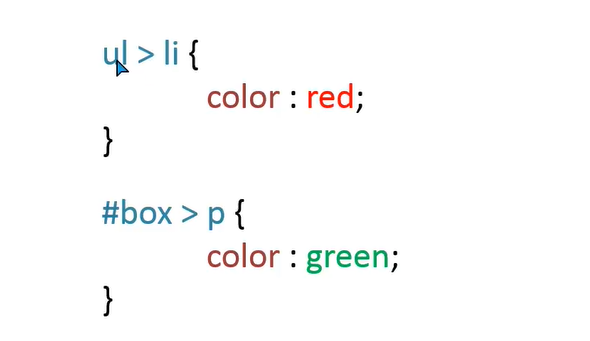 ul > li {
color : red;
}
#box > p {
color : green;
}